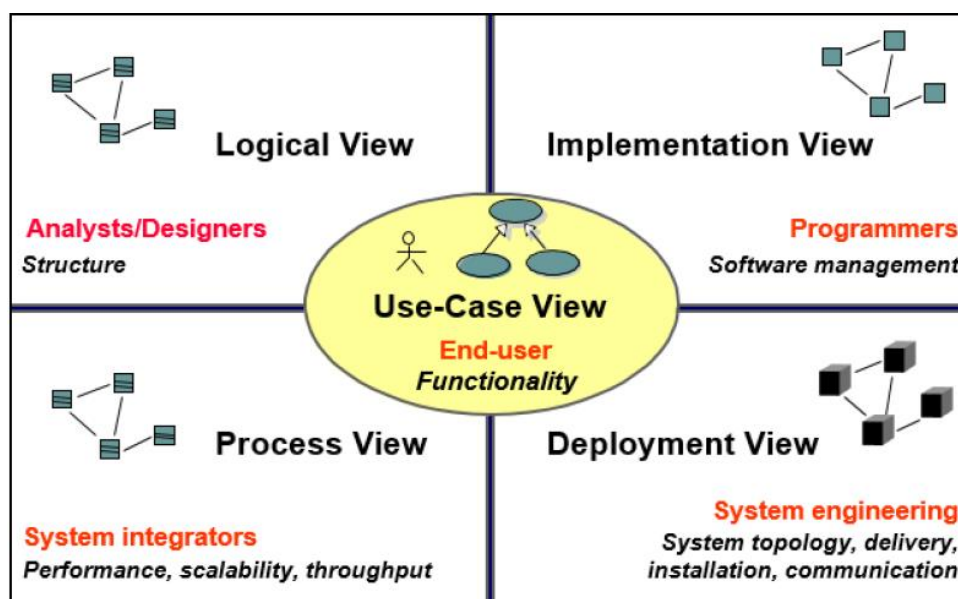 Logical View
Analysts/Designers
Structure
Implementation View
Programmers
Software management
Use-Case View
End-user
Functionality
Process View
System integrators
Performance, scalability, throughput
Deployment View
System engineering
System topology, delivery,
installation, communication